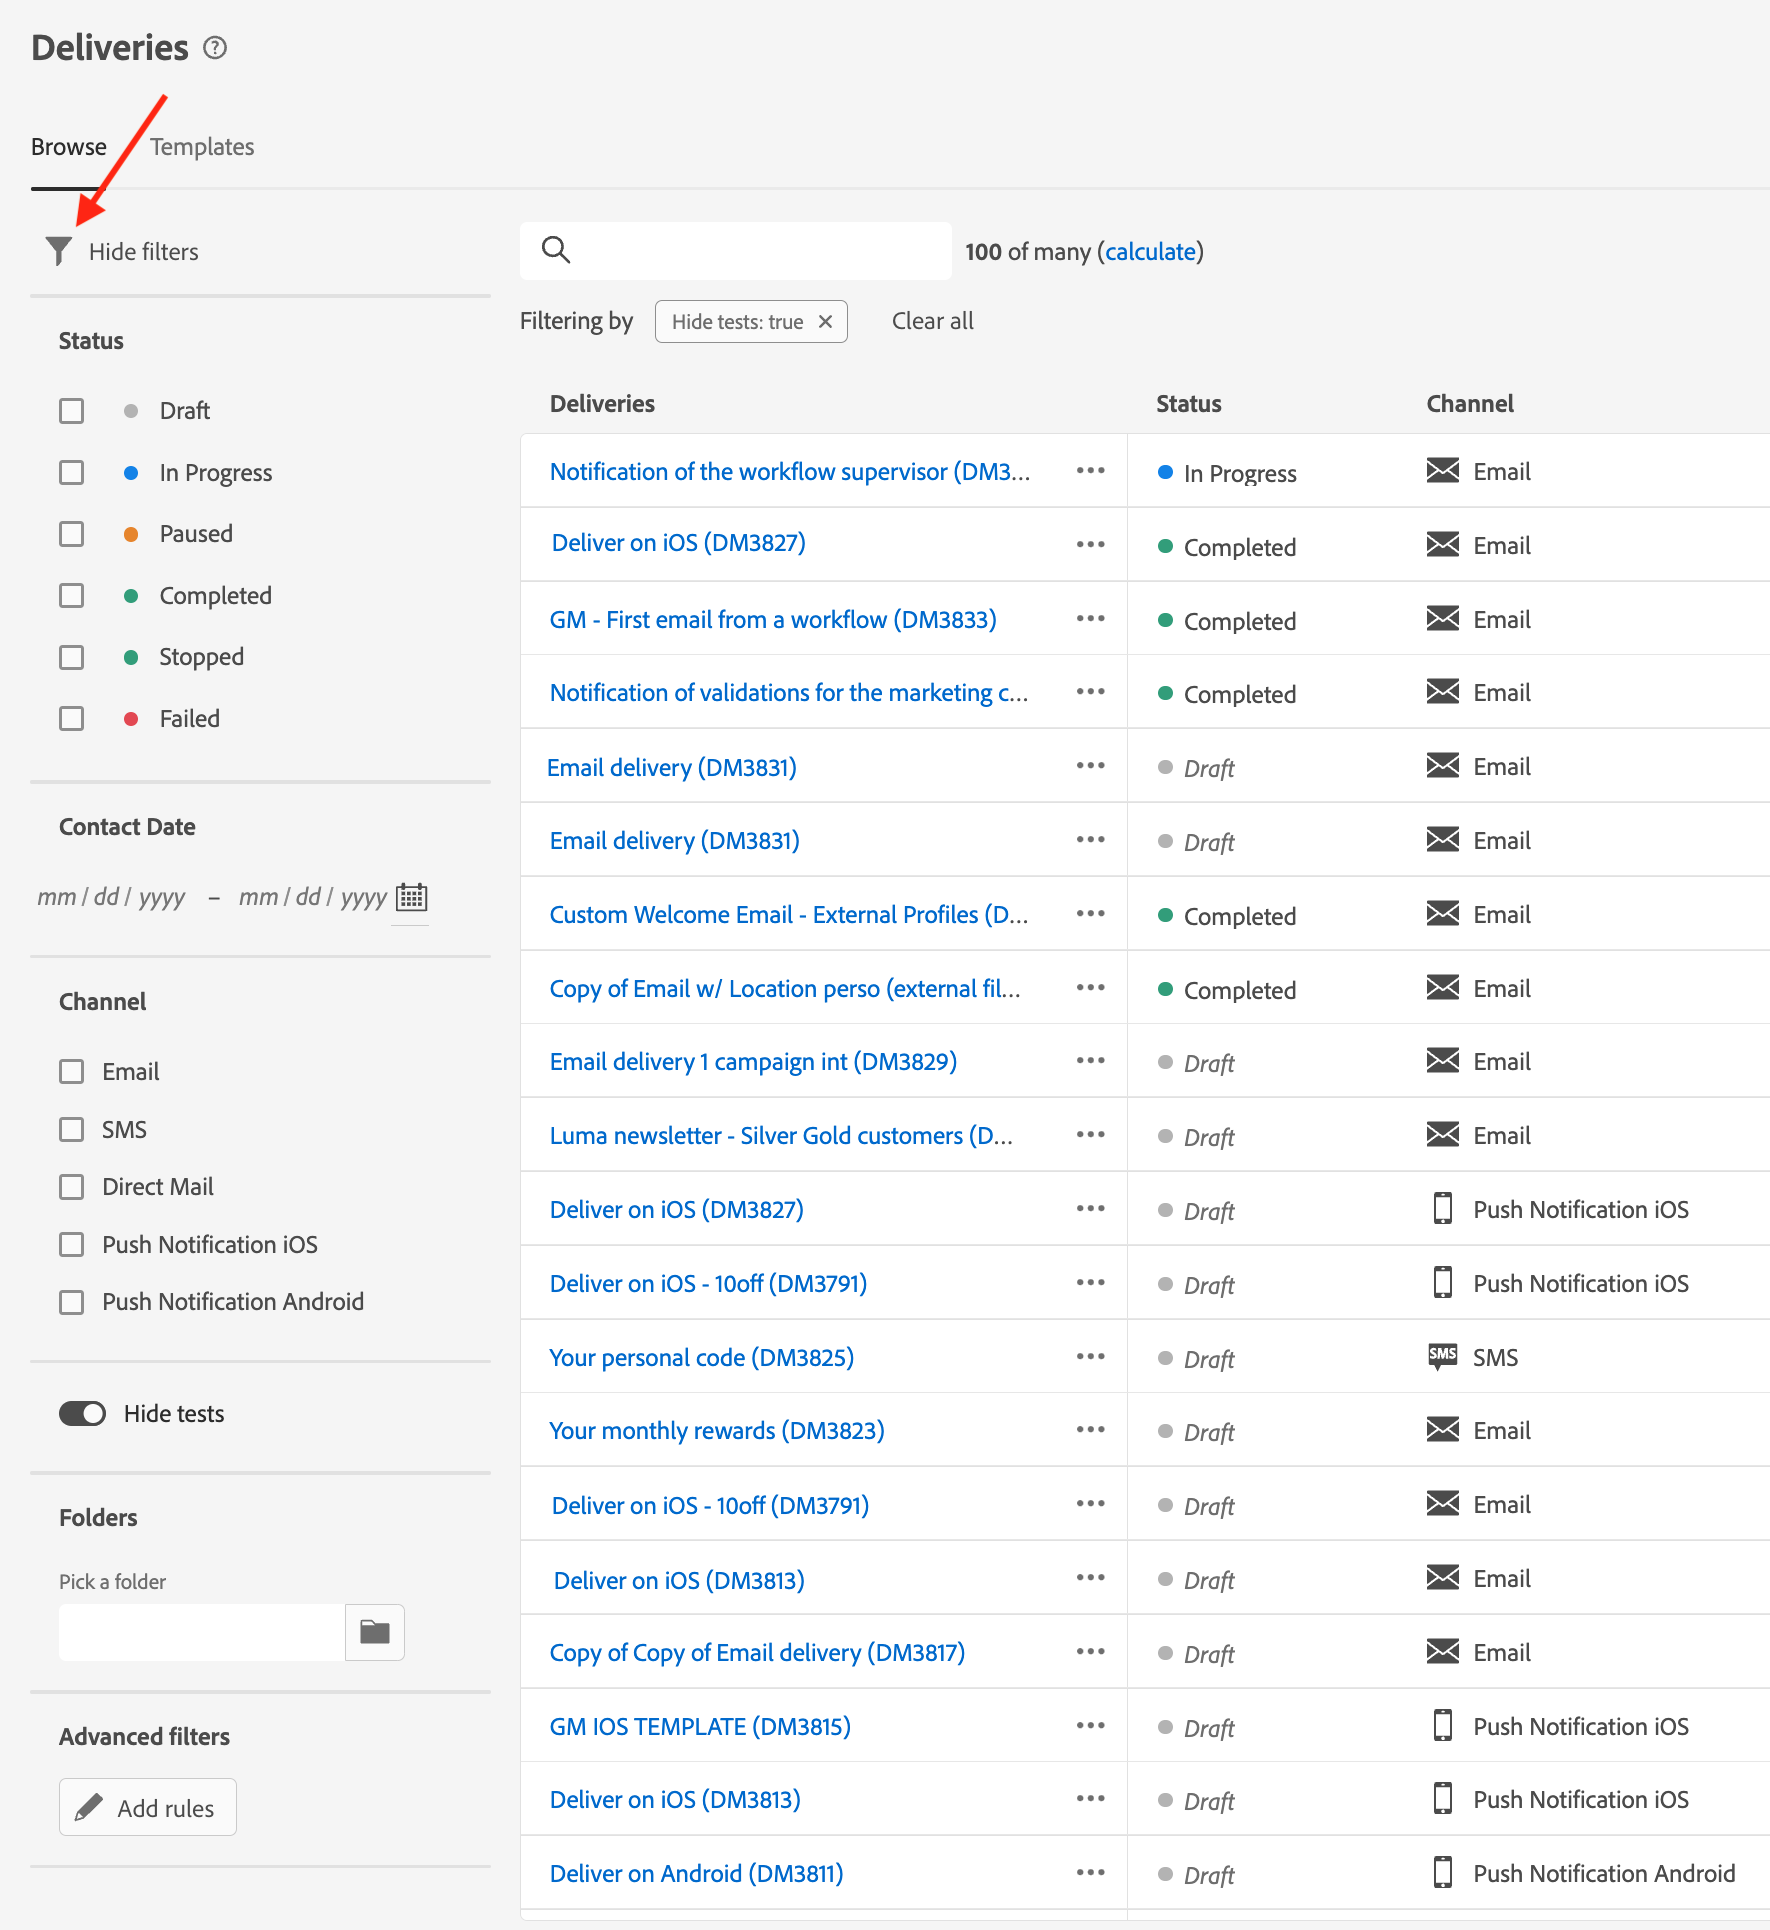 Deliveries
Browse Templates
Hide filters
100 of many (calculate)
Filtering by Hide tests: true Clear all
Status
Draft
In Progress
Paused
Completed
Stopped
Failed
Contact Date
mm / dd / yyyy – mm / dd / yyyy
Channel
Email
SMS
Direct Mail
Push Notification iOS
Push Notification Android
Hide tests
Folders
Pick a folder
Advanced filters
Add rules
Deliveries Status Channel
Notification of the workflow supervisor (DM3... In Progress Email
Deliver on iOS (DM3827) Completed Email
GM - First email from a workflow (DM3833) Completed Email
Notification of validations for the marketing c... Completed Email
Email delivery (DM3831) Draft Email
Email delivery (DM3831) Draft Email
Custom Welcome Email - External Profiles (D... Completed Email
Copy of Email w/ Location perso (external fil... Completed Email
Email delivery 1 campaign int (DM3829) Draft Email
Luma newsletter - Silver Gold customers (D... Draft Email
Deliver on iOS (DM3827) Draft Push Notification iOS
Deliver on iOS - 10off (DM3791) Draft Push Notification iOS
Your personal code (DM3825) Draft SMS SMS
Your monthly rewards (DM3823) Draft Email
Deliver on iOS - 10off (DM3791) Draft Email
Deliver on iOS (DM3813) Draft Email
Copy of Copy of Email delivery (DM3817) Draft Email
GM IOS TEMPLATE (DM3815) Draft Push Notification iOS
Deliver on iOS (DM3813) Draft Push Notification iOS
Deliver on Android (DM3811) Draft Push Notification Android